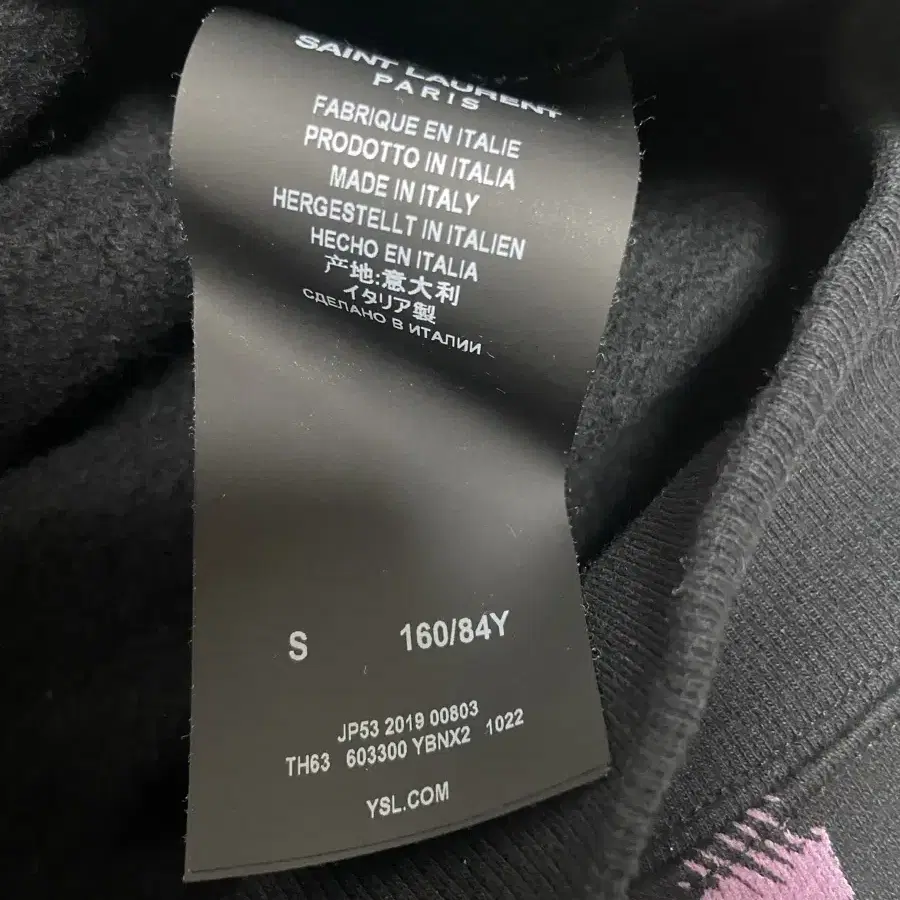 SAINT LAURENT
PARIS
FABRIQUE EN ITALIE
PRODOTTO IN ITALIA
MADE IN ITALY
HERGESTELLT IN ITALIEN
HECHO EN ITALIA
产地:意大利
イタリア製
СДЕЛАНО В ИТАЛИИ
S 160/84Y
JP53 2019 00803
TH63 603300 YBNX2 1022
YSL.COM